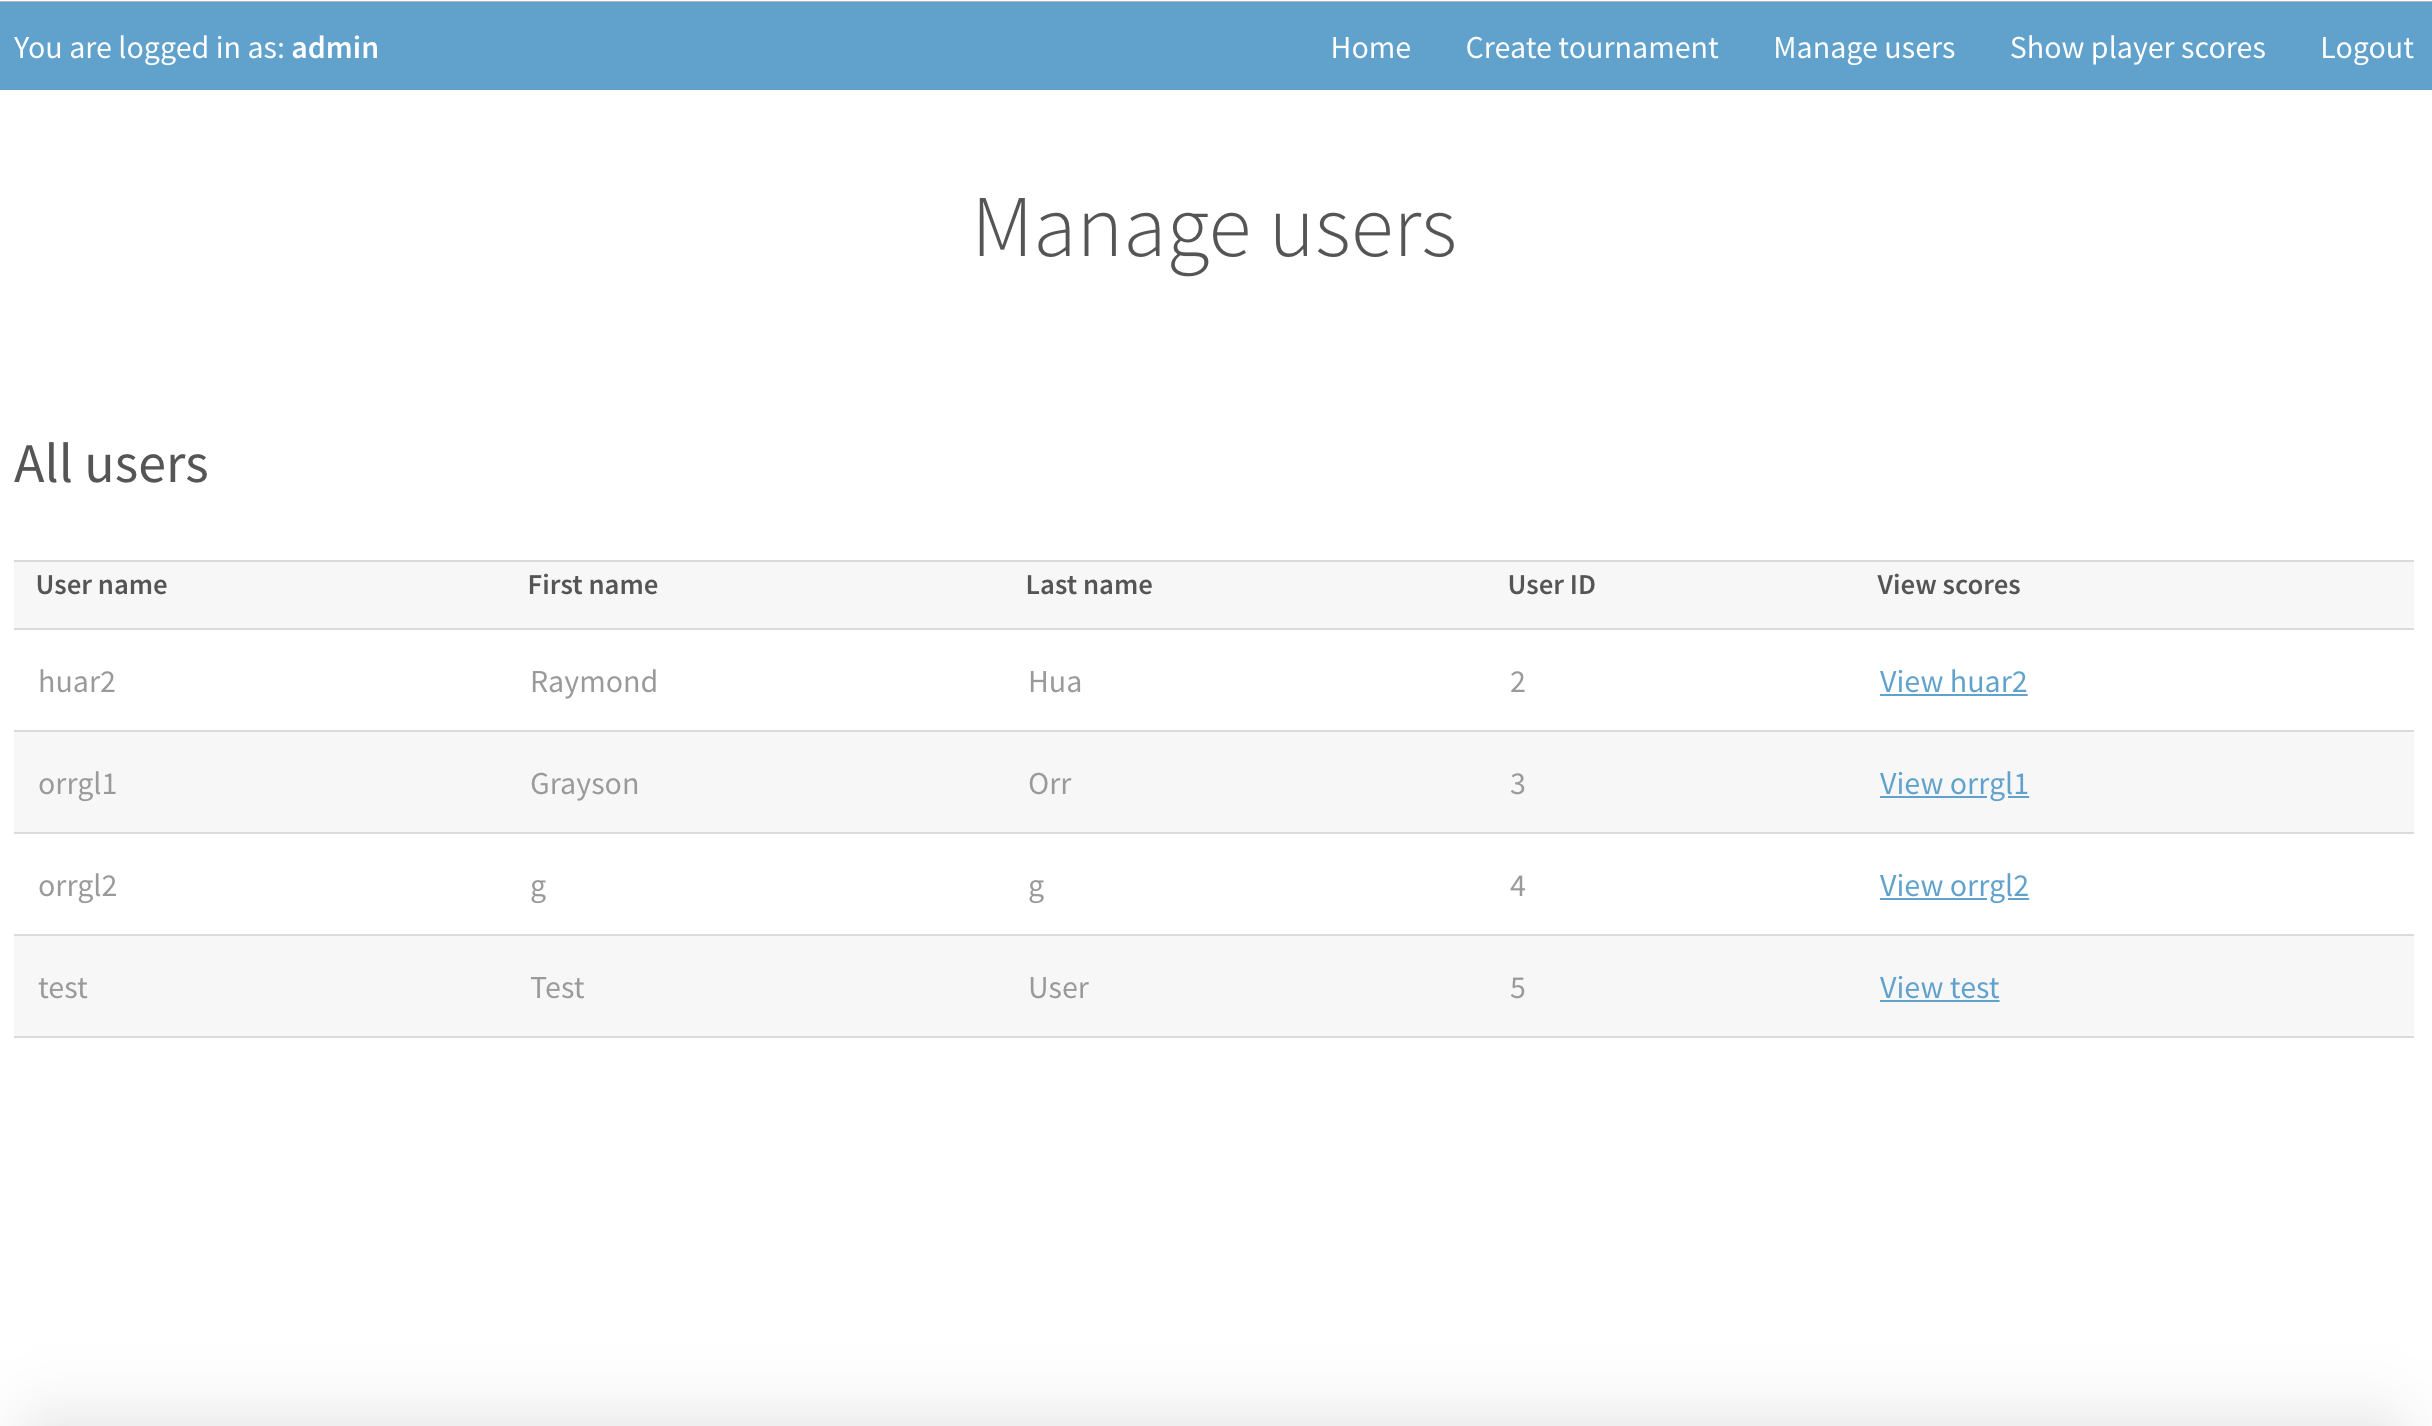 You are logged in as: admin Home Create tournament Manage users Show player scores Logout
Manage users
All users
User name First name Last name User ID View scores
huar2 Raymond Hua 2 View huar2
orrgl1 Grayson Orr 3 View orrgl1
orrgl2 g g 4 View orrgl2
test Test User 5 View test